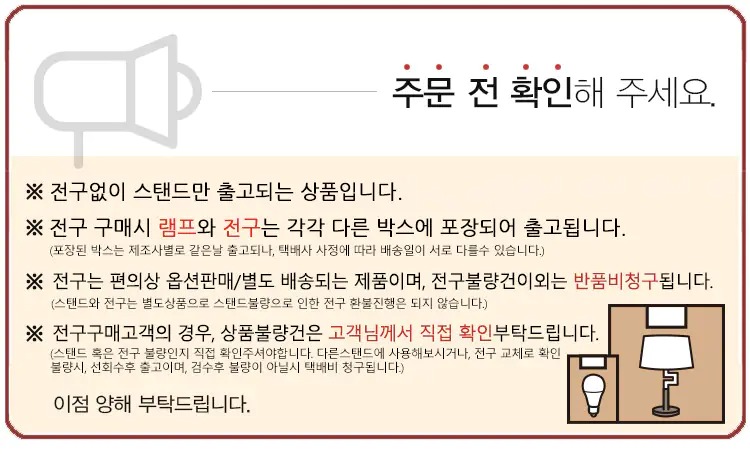 주문 전 확인해 주세요.
※ 전구없이 스탠드만 출고되는 상품입니다.
※ 전구 구매시 램프와 전구는 각각 다른 박스에 포장되어 출고됩니다.
(포장된 박스는 제조사별로 같은날 출고되나, 택배사 사정에 따라 배송일이 서로 다를수 있습니다.)
※ 전구는 편의상 옵션판매/별도 배송되는 제품이며, 전구불량건이외는 반품비청구됩니다.
(스탠드와 전구는 별도상품으로 스탠드불량으로 인한 전구 환불진행은 되지 않습니다.)
※ 전구구매고객의 경우, 상품불량건은 고객님께서 직접 확인부탁드립니다.
(스탠드 혹은 전구 불량인지 직접 확인주셔야합니다. 다른스탠드에 사용해보시거나, 전구 교체로 확인
불량시, 선회수후 출고이며, 검수후 불량이 아닐시 택배비 청구됩니다.)
이점 양해 부탁드립니다.